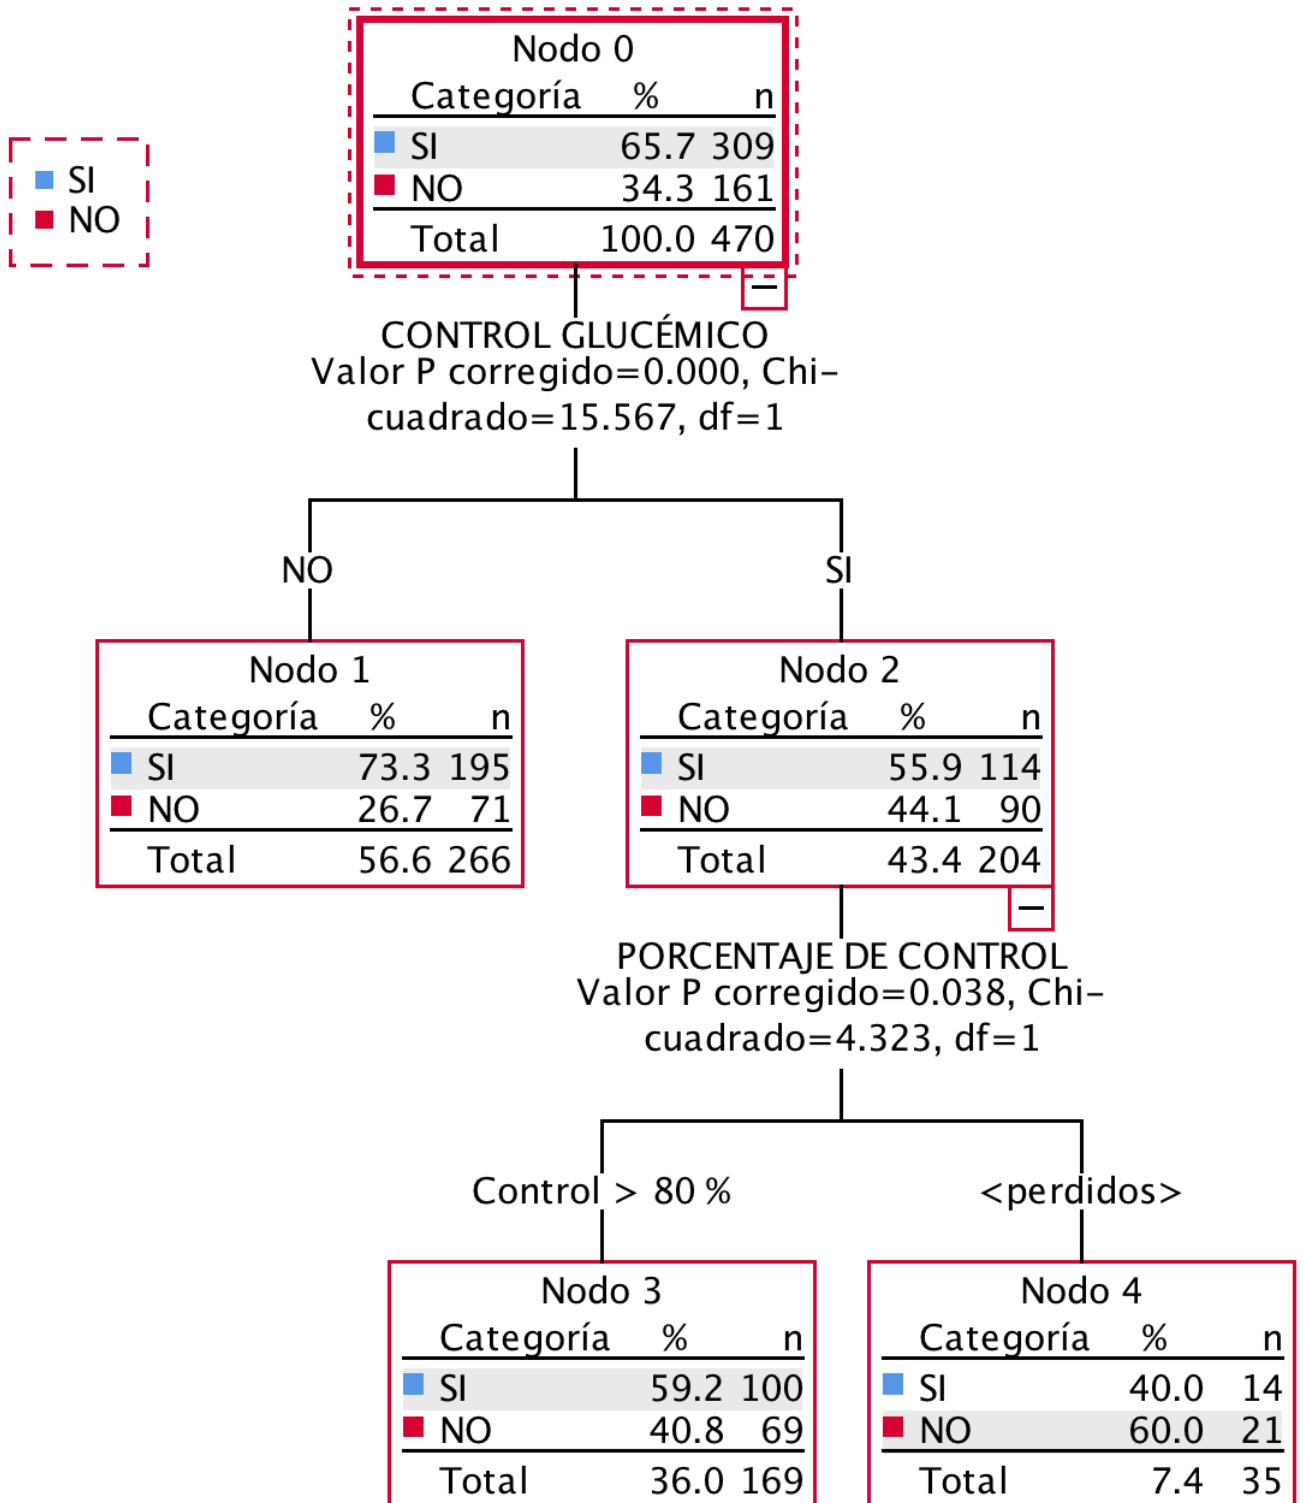 SI
NO
Nodo 0
Categoría % n
SI 65.7 309
NO 34.3 161
Total 100.0 470
CONTROL GLUCÉMICO
Valor P corregido=0.000, Chi-
cuadrado=15.567, df=1
NO
SI
Nodo 1
Categoría % n
SI 73.3 195
NO 26.7 71
Total 56.6 266
Nodo 2
Categoría % n
SI 55.9 114
NO 44.1 90
Total 43.4 204
PORCENTAJE DE CONTROL
Valor P corregido=0.038, Chi-
cuadrado=4.323, df=1
Control > 80 %
<perdidos>
Nodo 3
Categoría % n
SI 59.2 100
NO 40.8 69
Total 36.0 169
Nodo 4
Categoría % n
SI 40.0 14
NO 60.0 21
Total 7.4 35